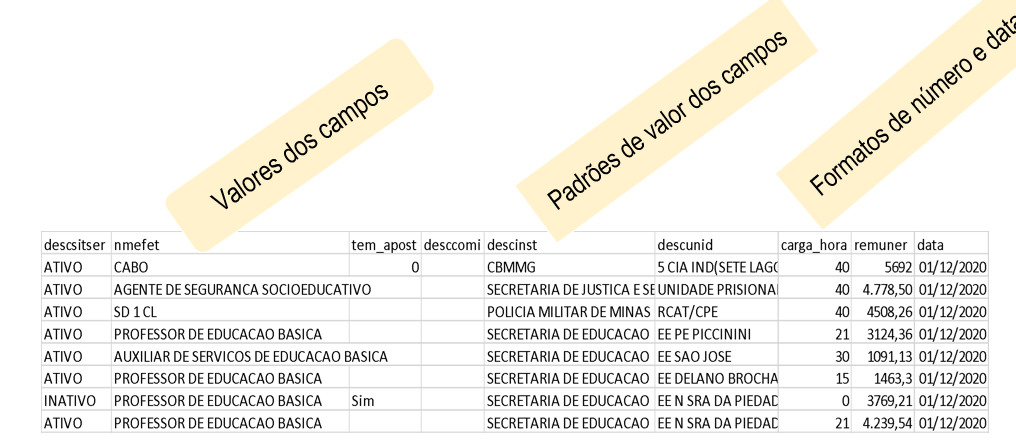 Valores dos campos
Padrões de valor dos campos
Formatos de número e data
descsitser nmefet tem_apost desccomi descinst descunid carga_hora remuner data
ATIVO CABO 0 CBMMG 5 CIA IND(SETE LAGO 40 5692 01/12/2020
ATIVO AGENTE DE SEGURANCA SOCIOEDUCATIVO SECRETARIA DE JUSTICA E SE UNIDADE PRISIONA 40 4.778,50 01/12/2020
ATIVO SD 1 CL POLICIA MILITAR DE MINAS RCAT/CPE 40 4508,26 01/12/2020
ATIVO PROFESSOR DE EDUCACAO BASICA SECRETARIA DE EDUCACAO EE PE PICCININI 21 3124,36 01/12/2020
ATIVO AUXILIAR DE SERVICOS DE EDUCACAO BASICA SECRETARIA DE EDUCACAO EE SAO JOSE 30 1091,13 01/12/2020
ATIVO PROFESSOR DE EDUCACAO BASICA SECRETARIA DE EDUCACAO EE DELANO BROCHA 15 1463,3 01/12/2020
INATIVO PROFESSOR DE EDUCACAO BASICA Sim SECRETARIA DE EDUCACAO EE N SRA DA PIEDAD 0 3769,21 01/12/2020
ATIVO PROFESSOR DE EDUCACAO BASICA SECRETARIA DE EDUCACAO EE N SRA DA PIEDAD 21 4.239,54 01/12/2020